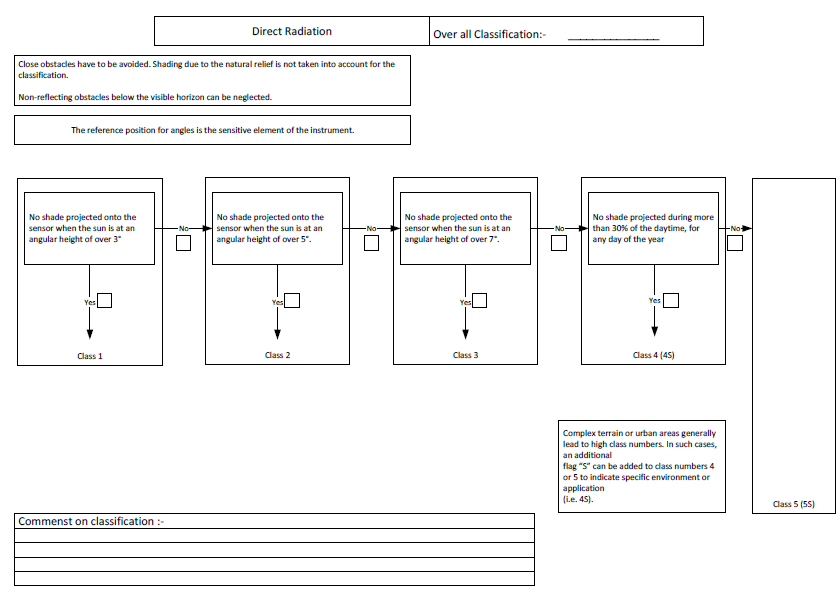 Direct Radiation
Over all Classification:- _______________
Close obstacles have to be avoided. Shading due to the natural relief is not taken into account for the
classification.
Non-reflecting obstacles below the visible horizon can be neglected.
The reference position for angles is the sensitive element of the instrument.
No shade projected onto the
sensor when the sun is at an
angular height of over 3°
No
Yes
Class 1
No shade projected onto the
sensor when the sun is at an
angular height of over 5°.
No
Yes
Class 2
No shade projected onto the
sensor when the sun is at an
angular height of over 7°.
No
Yes
Class 3
No shade projected during more
than 30% of the daytime, for
any day of the year
No
Yes
Class 4 (4S)
Complex terrain or urban areas generally
lead to high class numbers. In such cases,
an additional
flag "S" can be added to class numbers 4
or 5 to indicate specific environment or
application
(i.e. 4S).
Class 5 (5S)
Commenst on classification :-